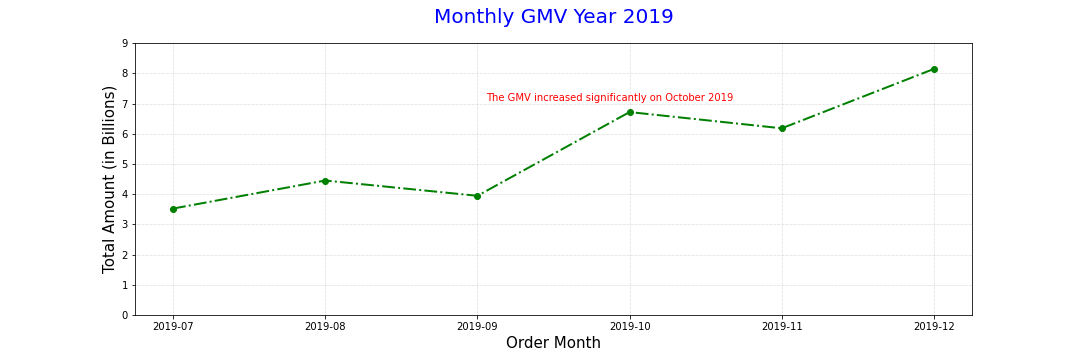 Monthly GMV Year 2019
Total Amount (in Billions)
9
8
7
6
5
4
3
2
1
0
The GMV increased significantly on October 2019
2019-07 2019-08 2019-09 2019-10 2019-11 2019-12
Order Month